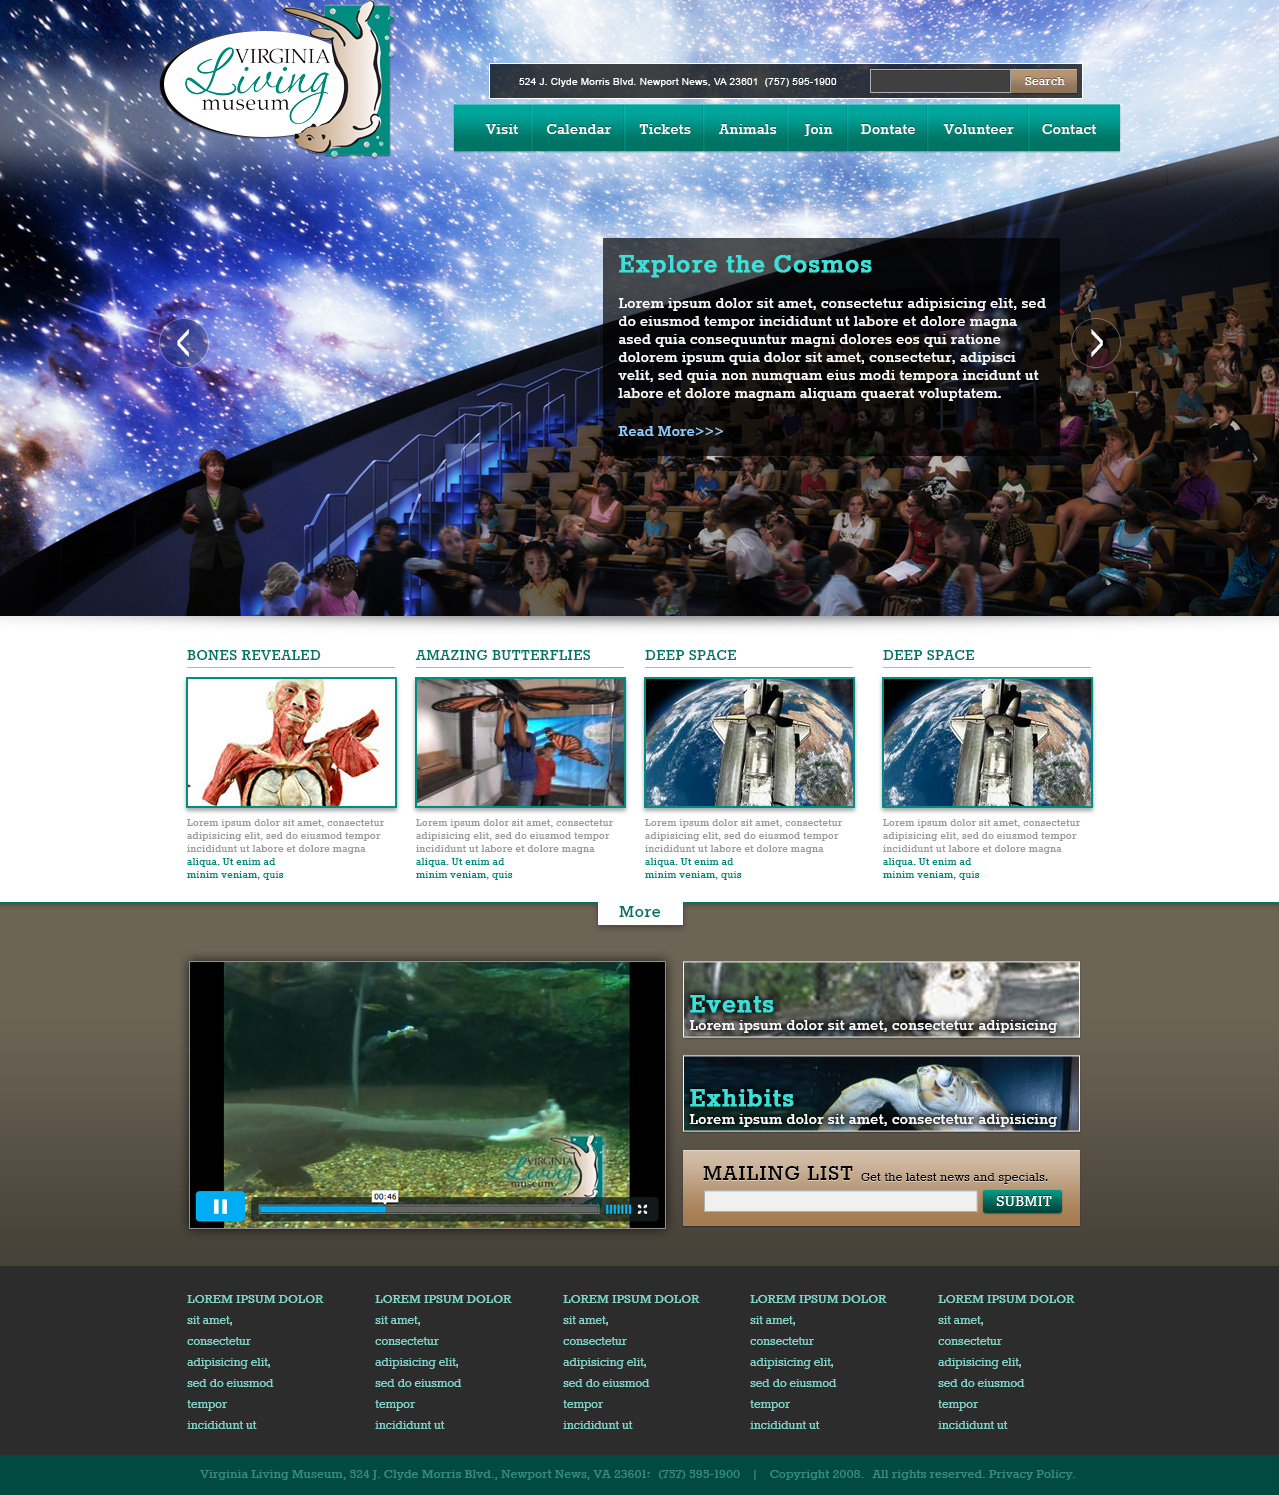 VIRGINIA
Living
museum
524 J. Clyde Morris Blvd. Newport News, VA 23601 (757) 595-1900
Search
Visit Calendar Tickets Animals Join Dontate Volunteer Contact
Explore the Cosmos
Lorem ipsum dolor sit amet, consectetur adipisicing elit, sed
do eiusmod tempor incididunt ut labore et dolore magna
ased quia consequuntur magni dolores eos qui ratione
dolorem ipsum quia dolor sit amet, consectetur, adipisci
velit, sed quia non numquam eius modi tempora incidunt ut
labore et dolore magnam aliquam quaerat voluptatem.
Read More>>>
BONES REVEALED
Lorem ipsum dolor sit amet, consectetur
adipisicing elit, sed do eiusmod tempor
incididunt ut labore et dolore magna
aliqua. Ut enim ad
minim veniam, quis
AMAZING BUTTERFLIES
Lorem ipsum dolor sit amet, consectetur
adipisicing elit, sed do eiusmod tempor
incididunt ut labore et dolore magna
aliqua. Ut enim ad
minim veniam, quis
DEEP SPACE
Lorem ipsum dolor sit amet, consectetur
adipisicing elit, sed do eiusmod tempor
incididunt ut labore et dolore magna
aliqua. Ut enim ad
minim veniam, quis
DEEP SPACE
Lorem ipsum dolor sit amet, consectetur
adipisicing elit, sed do eiusmod tempor
incididunt ut labore et dolore magna
aliqua. Ut enim ad
minim veniam, quis
More
VIRGINIA
Living
museum
00:46
Events
Lorem ipsum dolor sit amet, consectetur adipisicing
Exhibits
Lorem ipsum dolor sit amet, consectetur adipisicing
MAILING LIST Get the latest news and specials.
SUBMIT
LOREM IPSUM DOLOR
sit amet,
consectetur
adipisicing elit,
sed do eiusmod
tempor
incididunt ut
LOREM IPSUM DOLOR
sit amet,
consectetur
adipisicing elit,
sed do eiusmod
tempor
incididunt ut
LOREM IPSUM DOLOR
sit amet,
consectetur
adipisicing elit,
sed do eiusmod
tempor
incididunt ut
LOREM IPSUM DOLOR
sit amet,
consectetur
adipisicing elit,
sed do eiusmod
tempor
incididunt ut
LOREM IPSUM DOLOR
sit amet,
consectetur
adipisicing elit,
sed do eiusmod
tempor
incididunt ut
Virginia Living Museum, 524 J. Clyde Morris Blvd., Newport News, VA 23601: (757) 595-1900 | Copyright 2008. All rights reserved. Privacy Policy.